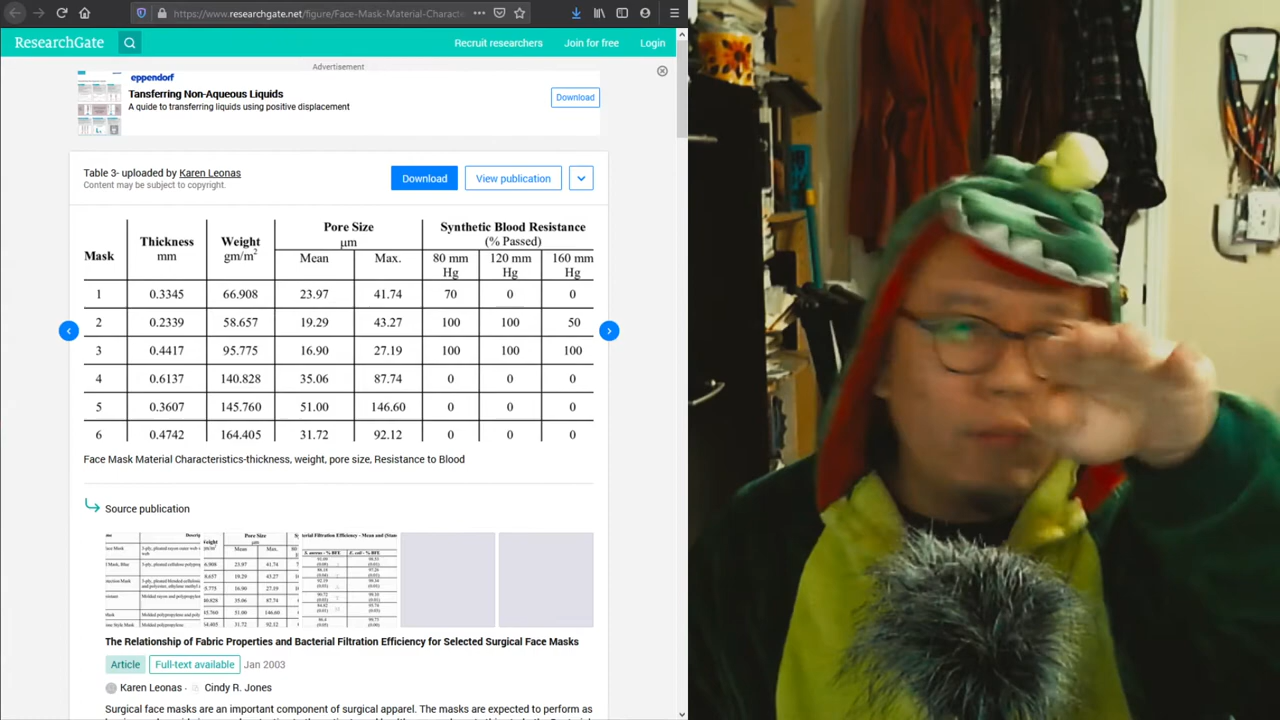 https://www.researchgate.net/figure/Face-Mask-Material-Charact
ResearchGate
Recruit researchers
Join for free
Login
Advertisement
eppendorf
Tansferring Non-Aqueous Liquids
A guide to transferring liquids using positive displacement
Download
Table 3- uploaded by Karen Leonas
Content may be subject to copyright.
Download
View publication
Mask Thickness mm Weight gm/m² Pore Size µm Synthetic Blood Resistance (% Passed)
Mean Max. 80 mm Hg 120 mm Hg 160 mm Hg
1 0.3345 66.908 23.97 41.74 70 0 0
2 0.2339 58.657 19.29 43.27 100 100 50
3 0.4417 95.775 16.90 27.19 100 100 100
4 0.6137 140.828 35.06 87.74 0 0 0
5 0.3607 145.760 51.00 146.60 0 0 0
6 0.4742 164.405 31.72 92.12 0 0 0
Face Mask Material Characteristics-thickness, weight, pore size, Resistance to Blood
Source publication
The Relationship of Fabric Properties and Bacterial Filtration Efficiency for Selected Surgical Face Masks
Article
Full-text available
Jan 2003
Karen Leonas ·
Cindy R. Jones
Surgical face masks are an important component of surgical apparel. The masks are expected to perform as